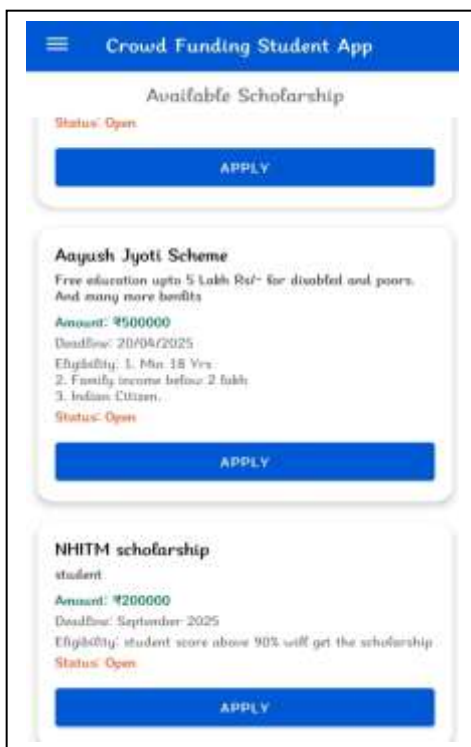 Crowd Funding Student App
Available Scholarship
Status: Open
APPLY
Aayush Jyoti Scheme
Free education upto 5 Lakh Rs/- for disabled and poors.
And many more benfits
Amount: ₹500000
Deadline: 20/04/2025
Eligibility: 1. Min 18 Yrs
2. Family income below 2 lakh
3. Indian Citizen.
Status: Open
APPLY
NHITM scholarship
student
Amount: ₹200000
Deadline: September 2025
Eligibility: student score above 90% will get the scholarship
Status: Open
APPLY